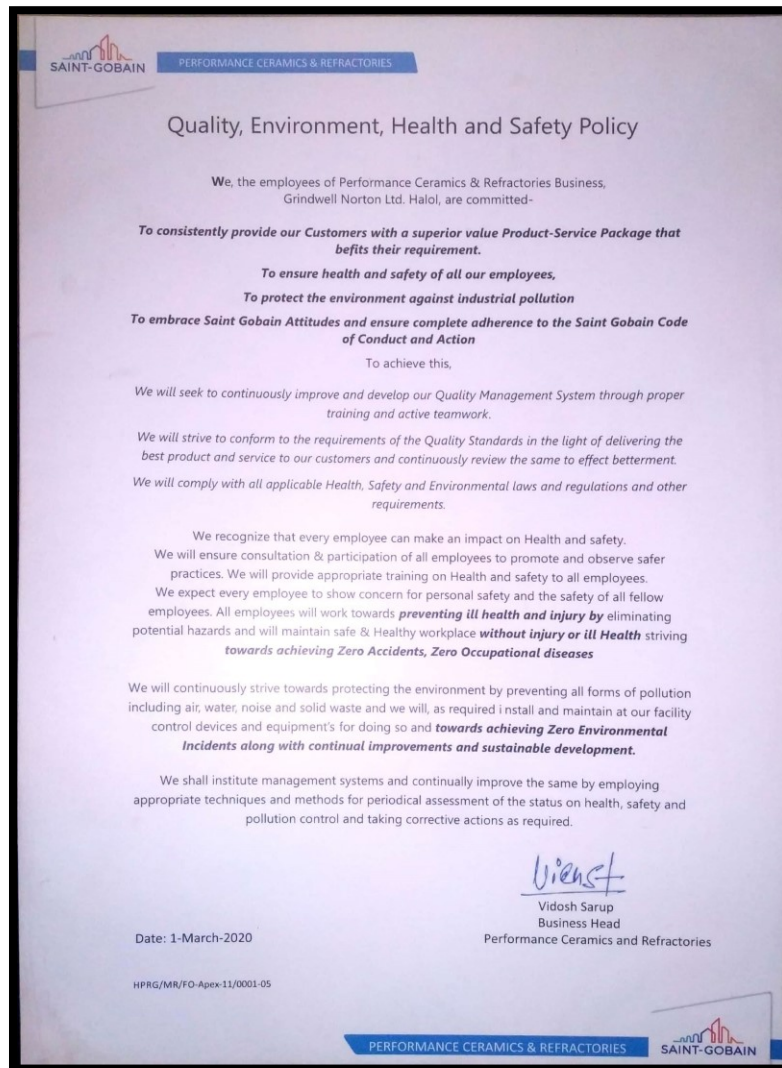 SAINT-GOBAIN
PERFORMANCE CERAMICS & REFRACTORIES
Quality, Environment, Health and Safety Policy
We, the employees of Performance Ceramics & Refractories Business,
Grindwell Norton Ltd. Halol, are committed-
To consistently provide our Customers with a superior value Product-Service Package that
befits their requirement.
To ensure health and safety of all our employees,
To protect the environment against industrial pollution
To embrace Saint Gobain Attitudes and ensure complete adherence to the Saint Gobain Code
of Conduct and Action
To achieve this,
We will seek to continuously improve and develop our Quality Management System through proper
training and active teamwork.
We will strive to conform to the requirements of the Quality Standards in the light of delivering the
best product and service to our customers and continuously review the same to effect betterment.
We will comply with all applicable Health, Safety and Environmental laws and regulations and other
requirements.
We recognize that every employee can make an impact on Health and safety.
We will ensure consultation & participation of all employees to promote and observe safer
practices. We will provide appropriate training on Health and safety to all employees.
We expect every employee to show concern for personal safety and the safety of all fellow
employees. All employees will work towards preventing ill health and injury by eliminating
potential hazards and will maintain safe & Healthy workplace without injury or ill Health striving
towards achieving Zero Accidents, Zero Occupational diseases
We will continuously strive towards protecting the environment by preventing all forms of pollution
including air, water, noise and solid waste and we will, as required i nstall and maintain at our facility
control devices and equipment's for doing so and towards achieving Zero Environmental
Incidents along with continual improvements and sustainable development.
We shall institute management systems and continually improve the same by employing
appropriate techniques and methods for periodical assessment of the status on health, safety and
pollution control and taking corrective actions as required.
Vidosh Sarup
Business Head
Date: 1-March-2020
Performance Ceramics and Refractories
HPRG/MR/FO-Apex-11/0001-05
PERFORMANCE CERAMICS & REFRACTORIES
SAINT-GOBAIN